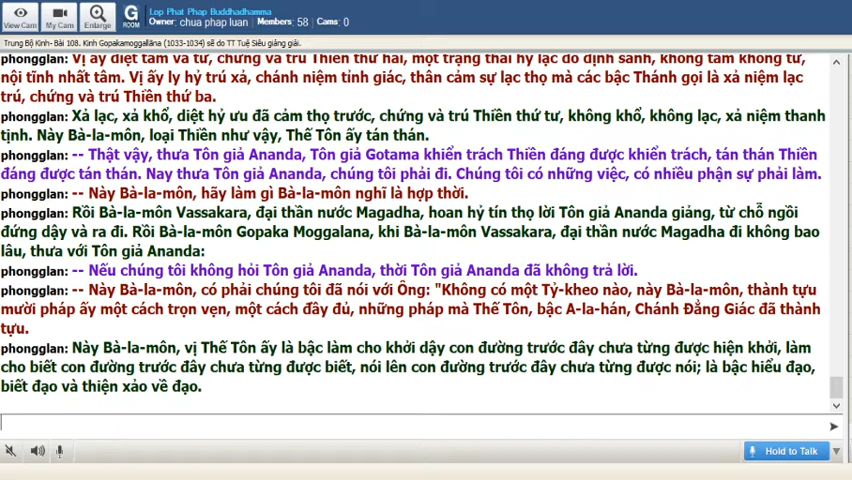 Lop Phat Phap Buddhadhamma
Owner: chua phap luan Members: 58 Cams: 0
View Cam
My Cam
Enlarge
G
ROOM
Trung Bộ Kinh- Bài 108. Kinh Gopakamoggallàna (1033-1034) sẽ do TT Tuệ Siêu giảng giải.
phongglan: Vị ấy diệt tầm và tứ, chứng và trú Thiền thứ hai, một trạng thái hỷ lạc do định sanh, không tầm không tứ,
nội tĩnh nhất tâm. Vị ấy ly hỷ trú xả, chánh niệm tỉnh giác, thân cảm sự lạc thọ mà các bậc Thánh gọi là xả niệm lạc
trú, chứng và trú Thiền thứ ba.
phongglan: Xả lạc, xả khổ, diệt hỷ ưu đã cảm thọ trước, chứng và trú Thiền thứ tư, không khổ, không lạc, xả niệm thanh
tịnh. Này Bà-la-môn, loại Thiền như vậy, Thế Tôn ấy tán thán.
phongglan: -- Thật vậy, thưa Tôn giả Ananda, Tôn giả Gotama khiển trách Thiền đáng được khiển trách, tán thán Thiền
đáng được tán thán. Nay thưa Tôn giả Ananda, chúng tôi phải đi. Chúng tôi có những việc, có nhiều phận sự phải làm.
phongglan: -- Này Bà-la-môn, hãy làm gì Bà-la-môn nghĩ là hợp thời.
phongglan: Rồi Bà-la-môn Vassakara, đại thần nước Magadha, hoan hỷ tín thọ lời Tôn giả Ananda giảng, từ chỗ ngồi
đứng dậy và ra đi. Rồi Bà-la-môn Gopaka Moggalana, khi Bà-la-môn Vassakara, đại thần nước Magadha đi không bao
lâu, thưa với Tôn giả Ananda:
phongglan: -- Nếu chúng tôi không hỏi Tôn giả Ananda, thời Tôn giả Ananda đã không trả lời.
phongglan: -- Này Bà-la-môn, có phải chúng tôi đã nói với Ông: "Không có một Tỷ-kheo nào, này Bà-la-môn, thành tựu
mười pháp ấy một cách trọn vẹn, một cách đầy đủ, những pháp mà Thế Tôn, bậc A-la-hán, Chánh Đẳng Giác đã thành
tựu.
phongglan: Này Bà-la-môn, vị Thế Tôn ấy là bậc làm cho khởi dậy con đường trước đây chưa từng được hiện khởi, làm
cho biết con đường trước đây chưa từng được biết, nói lên con đường trước đây chưa từng được nói; là bậc hiểu đạo,
biết đạo và thiện xảo về đạo.
Hold to Talk